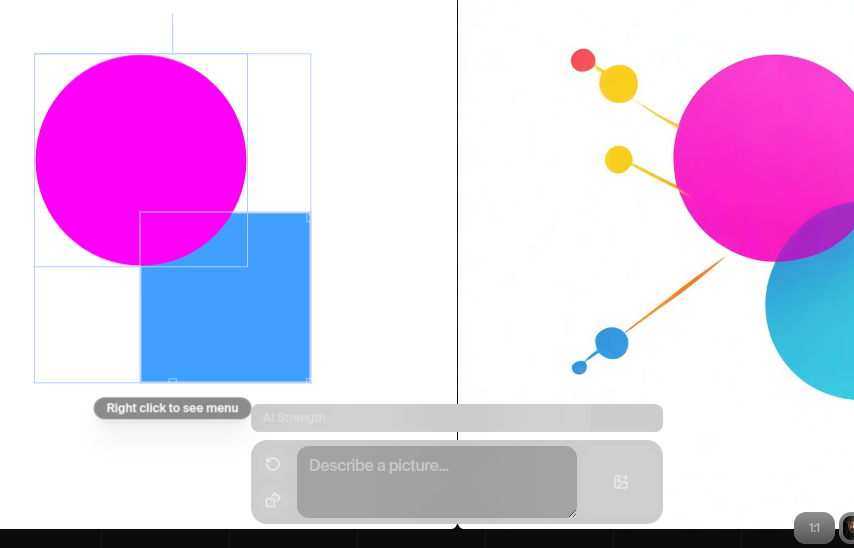 Right click to see menu
AI Strength
Describe a picture...
1:1